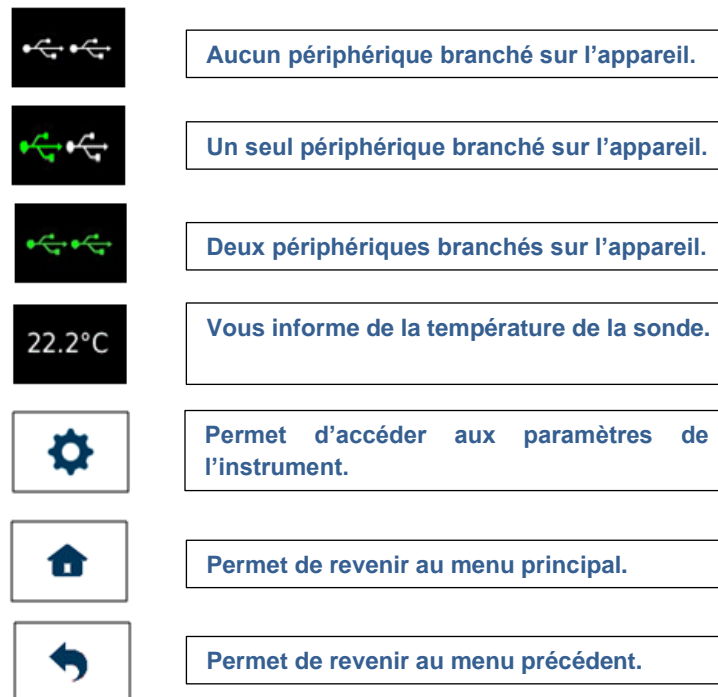 Aucun périphérique branché sur l’appareil.
Un seul périphérique branché sur l’appareil.
Deux périphériques branchés sur l’appareil.
22.2°C
Vous informe de la température de la sonde.
Permet d’accéder aux paramètres de
l’instrument.
Permet de revenir au menu principal.
Permet de revenir au menu précédent.